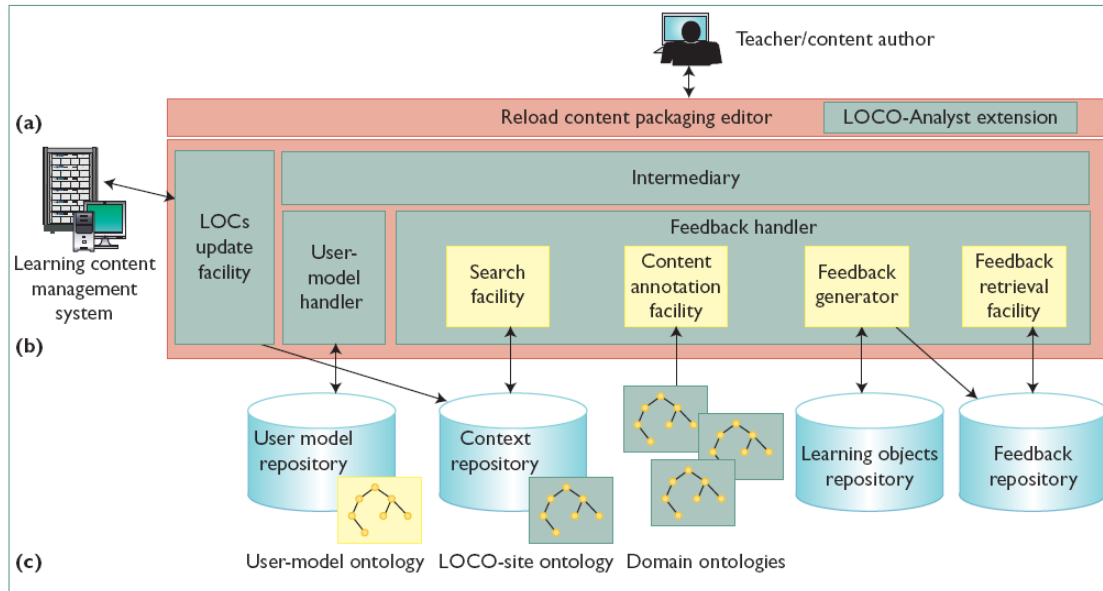 Teacher/content author
(a)
Reload content packaging editor
LOCO-Analyst extension
Learning content
management
system
LOCs
update
facility
Intermediary
User-
model
handler
Feedback handler
Search
facility
Content
annotation
facility
Feedback
generator
Feedback
retrieval
facility
(b)
User model
repository
Context
repository
Learning objects
repository
Feedback
repository
User-model ontology
LOCO-site ontology
Domain ontologies
(c)